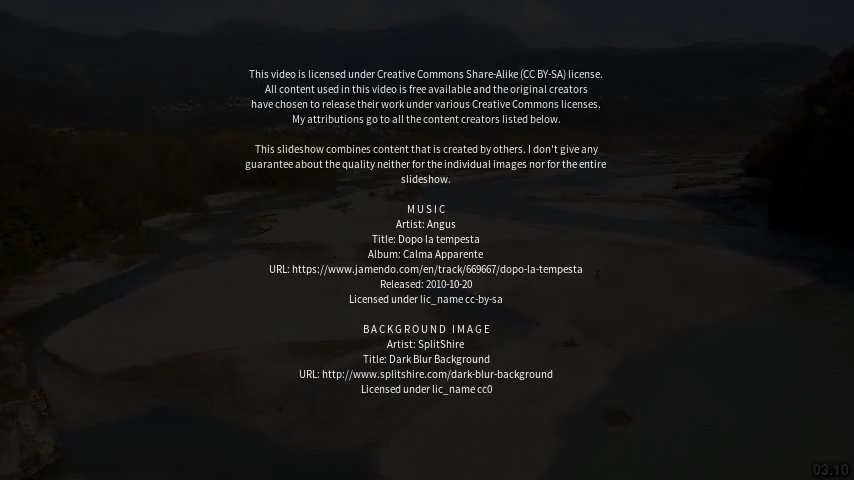 This video is licensed under Creative Commons Share-Alike (CC BY-SA) license.
All content used in this video is free available and the original creators
have chosen to release their work under various Creative Commons licenses.
My attributions go to all the content creators listed below.
This slideshow combines content that is created by others. I don't give any
guarantee about the quality neither for the individual images nor for the entire
slideshow.
MUSIC
Artist: Angus
Title: Dopo la tempesta
Album: Calma Apparente
URL: https://www.jamendo.com/en/track/669667/dopo-la-tempesta
Released: 2010-10-20
Licensed under lic_name cc-by-sa
BACKGROUND IMAGE
Artist: SplitShire
Title: Dark Blur Background
URL: http://www.splitshire.com/dark-blur-background
Licensed under lic_name cc0
03.10